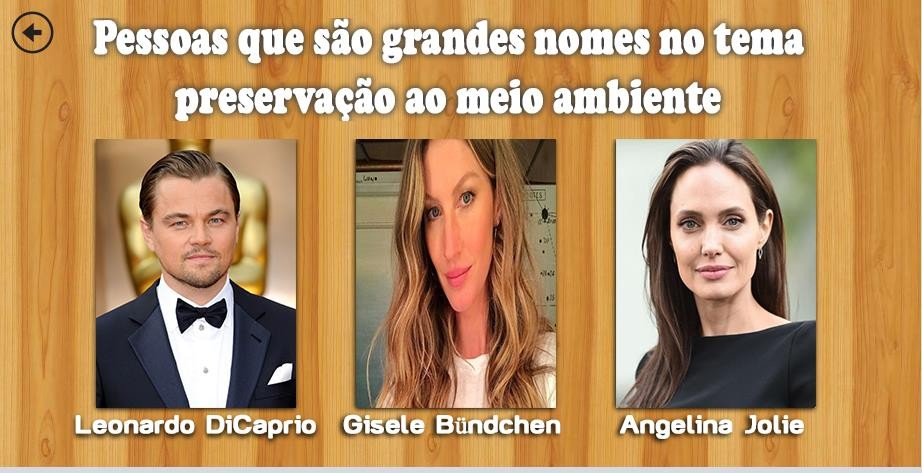 Pessoas que são grandes nomes no tema
preservação ao meio ambiente
Leonardo DiCaprio
Gisele Bündchen
Angelina Jolie